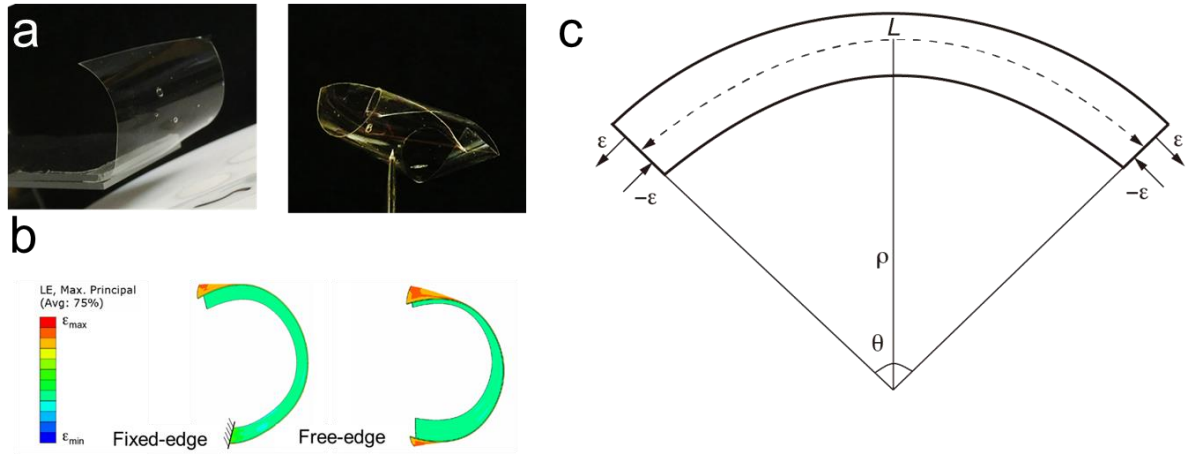 a
b
LE, Max. Principal
(Avg: 75%)
εmax
εmin
Fixed-edge
Free-edge
c
L
ε
ε
−ε
−ε
ρ
θ